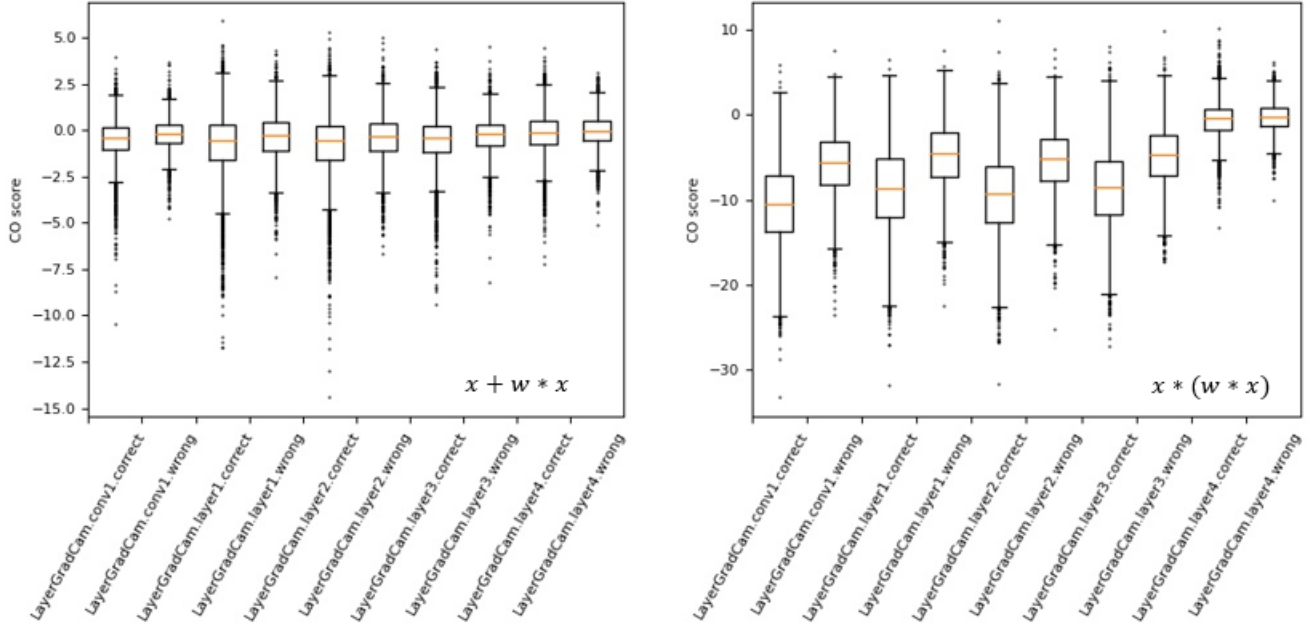 5.0
2.5
0.0
−2.5
−5.0
−7.5
−10.0
−12.5
−15.0
CO score
x + w * x
LayerGradCam.conv1.correct
LayerGradCam.conv1.wrong
LayerGradCam.layer1.correct
LayerGradCam.layer1.wrong
LayerGradCam.layer2.correct
LayerGradCam.layer2.wrong
LayerGradCam.layer3.correct
LayerGradCam.layer3.wrong
LayerGradCam.layer4.correct
LayerGradCam.layer4.wrong
10
0
−10
−20
−30
CO score
x * (w * x)
LayerGradCam.conv1.correct
LayerGradCam.conv1.wrong
LayerGradCam.layer1.correct
LayerGradCam.layer1.wrong
LayerGradCam.layer2.correct
LayerGradCam.layer2.wrong
LayerGradCam.layer3.correct
LayerGradCam.layer3.wrong
LayerGradCam.layer4.correct
LayerGradCam.layer4.wrong